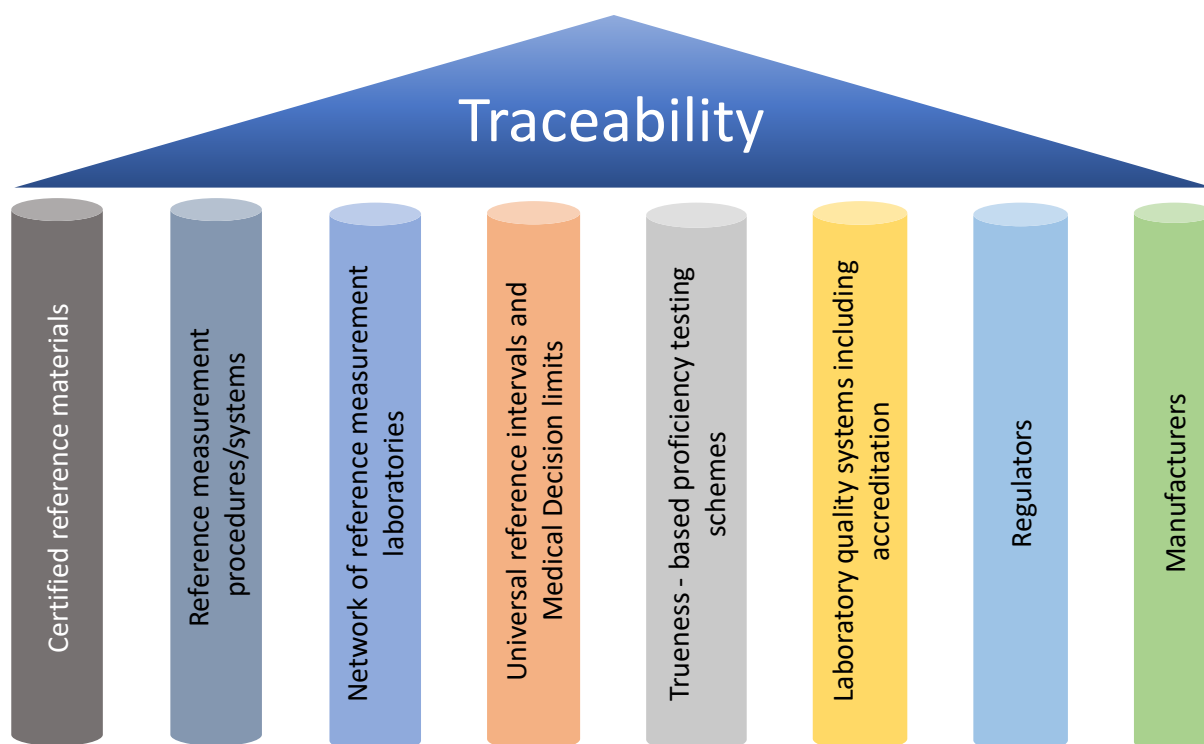 Traceability
Certified reference materials
Reference measurement
procedures/systems
Network of reference measurement
laboratories
Universal reference intervals and
Medical Decision limits
Trueness - based proficiency testing
schemes
Laboratory quality systems including
accreditation
Regulators
Manufacturers